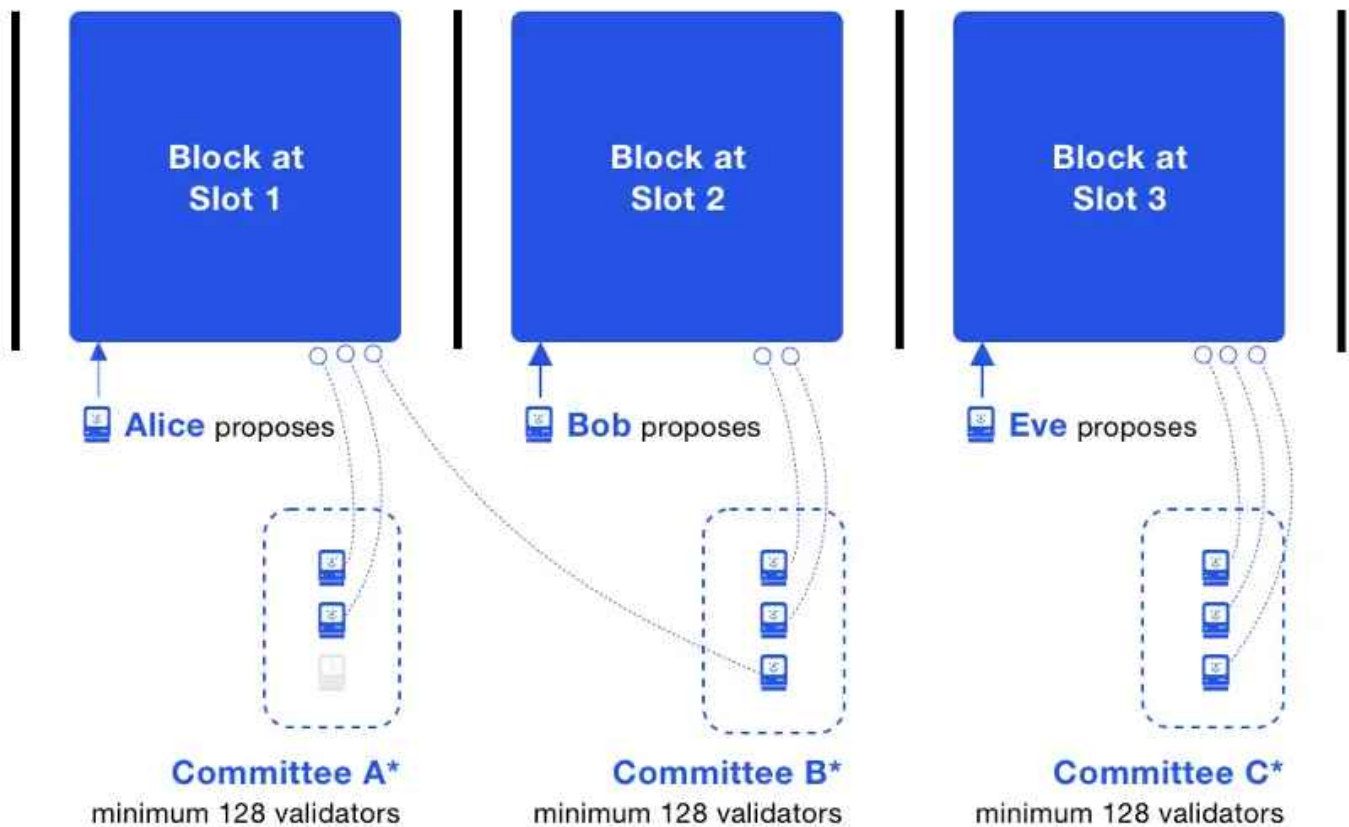 Block at
Slot 1
Block at
Slot 2
Block at
Slot 3
Alice proposes
Bob proposes
Eve proposes
Committee A*
minimum 128 validators
Committee B*
minimum 128 validators
Committee C*
minimum 128 validators